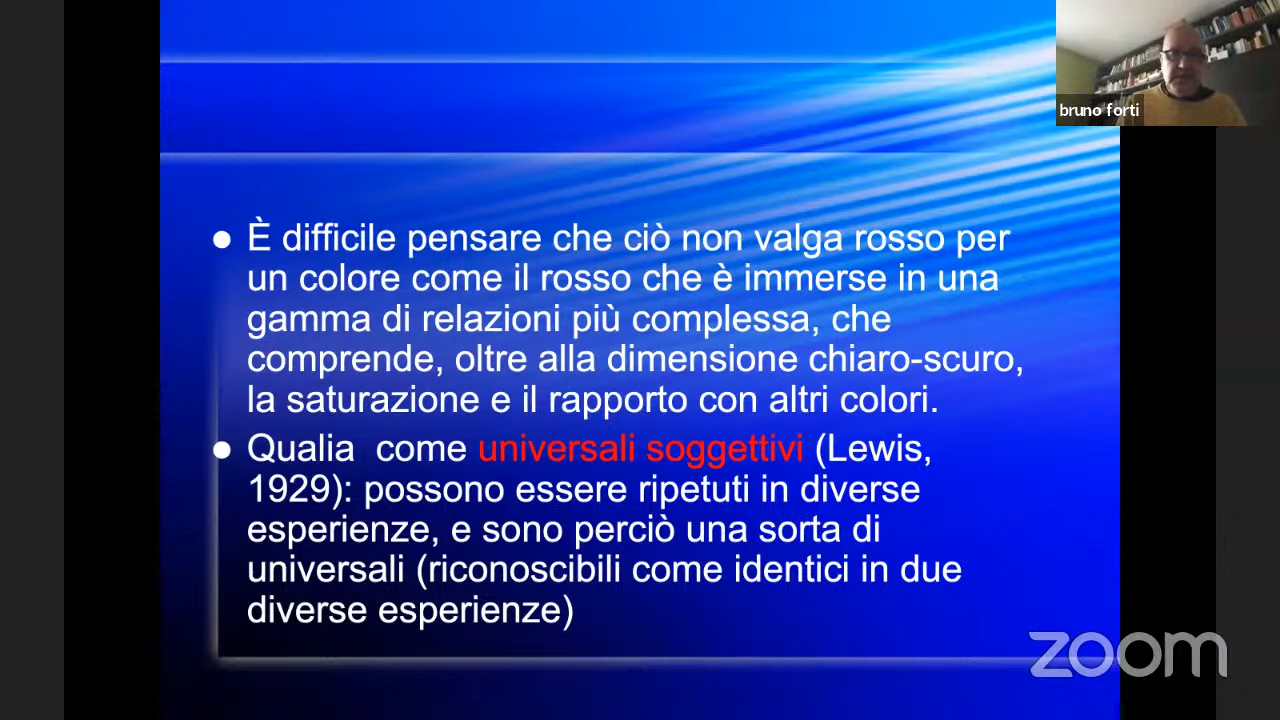 bruno forti
● È difficile pensare che ciò non valga rosso per
un colore come il rosso che è immerse in una
gamma di relazioni più complessa, che
comprende, oltre alla dimensione chiaro-scuro,
la saturazione e il rapporto con altri colori.
● Qualia come universali soggettivi (Lewis,
1929): possono essere ripetuti in diverse
esperienze, e sono perciò una sorta di
universali (riconoscibili come identici in due
diverse esperienze)
zoom